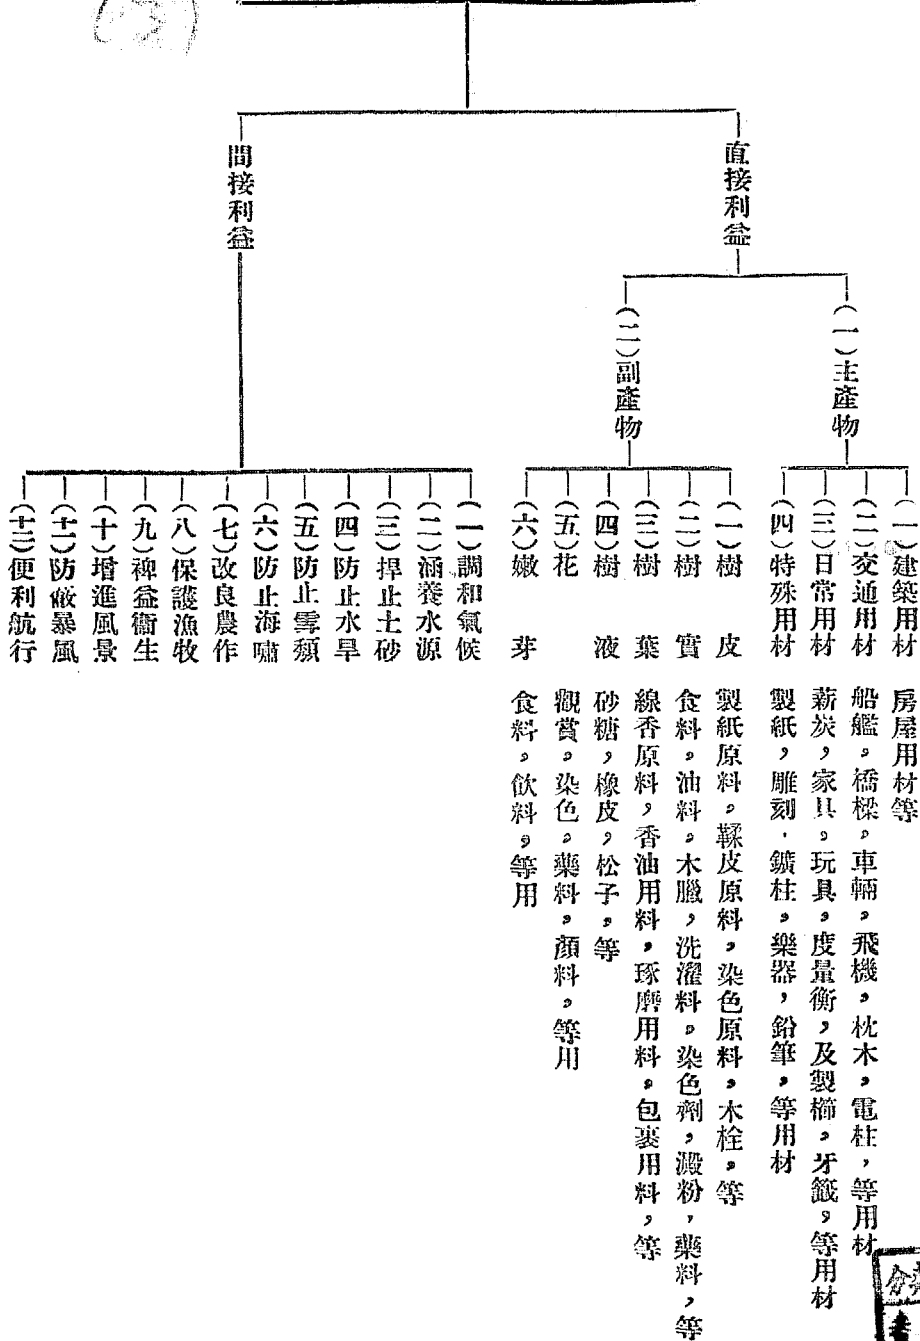 直接利益
(一)主產物
(一)建築用材 房屋用材等
(二)交通用材 船艦,橋樑,車輛,飛機,枕木,電柱,等用材
(三)日常用材 薪炭,家具,玩具,度量衡,及製櫛,牙籤,等用材
(四)特殊用材 製紙,雕刻,鑛柱,樂器,鉛筆,等用材
(二)副產物
(一)樹皮 製紙原料,鞣皮原料,染色原料,木栓,等
(二)樹實 食料,油料,木臘,洗濯料,染色劑,澱粉,藥料,等
(三)樹葉 線香原料,香油用料,琢磨用料,包裹用料,等
(四)樹液 砂糖,橡皮,松子,等
(五)花 觀賞,染色,藥料,顏料,等用
(六)嫩芽 食料,飲料,等用
間接利益
(一)調和氣候
(二)涵養水源
(三)捍止土砂
(四)防止水旱
(五)防止雪頹
(六)防止海嘯
(七)改良農作
(八)保護漁牧
(九)裨益衞生
(十)增進風景
(十一)防蔽暴風
(十二)便利航行